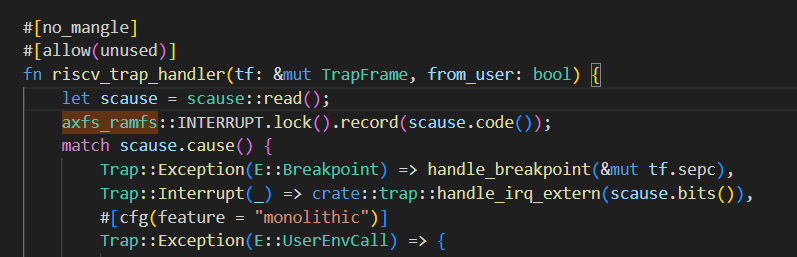 #[no_mangle]
#[allow(unused)]
fn riscv_trap_handler(tf: &mut TrapFrame, from_user: bool) {
    let scause = scause::read();
    axfs_ramfs::INTERRUPT.lock().record(scause.code());
    match scause.cause() {
        Trap::Exception(E::Breakpoint) => handle_breakpoint(&mut tf.sepc),
        Trap::Interrupt(_) => crate::trap::handle_irq_extern(scause.bits()),
        #[cfg(feature = "monolithic")]
        Trap::Exception(E::UserEnvCall) => {